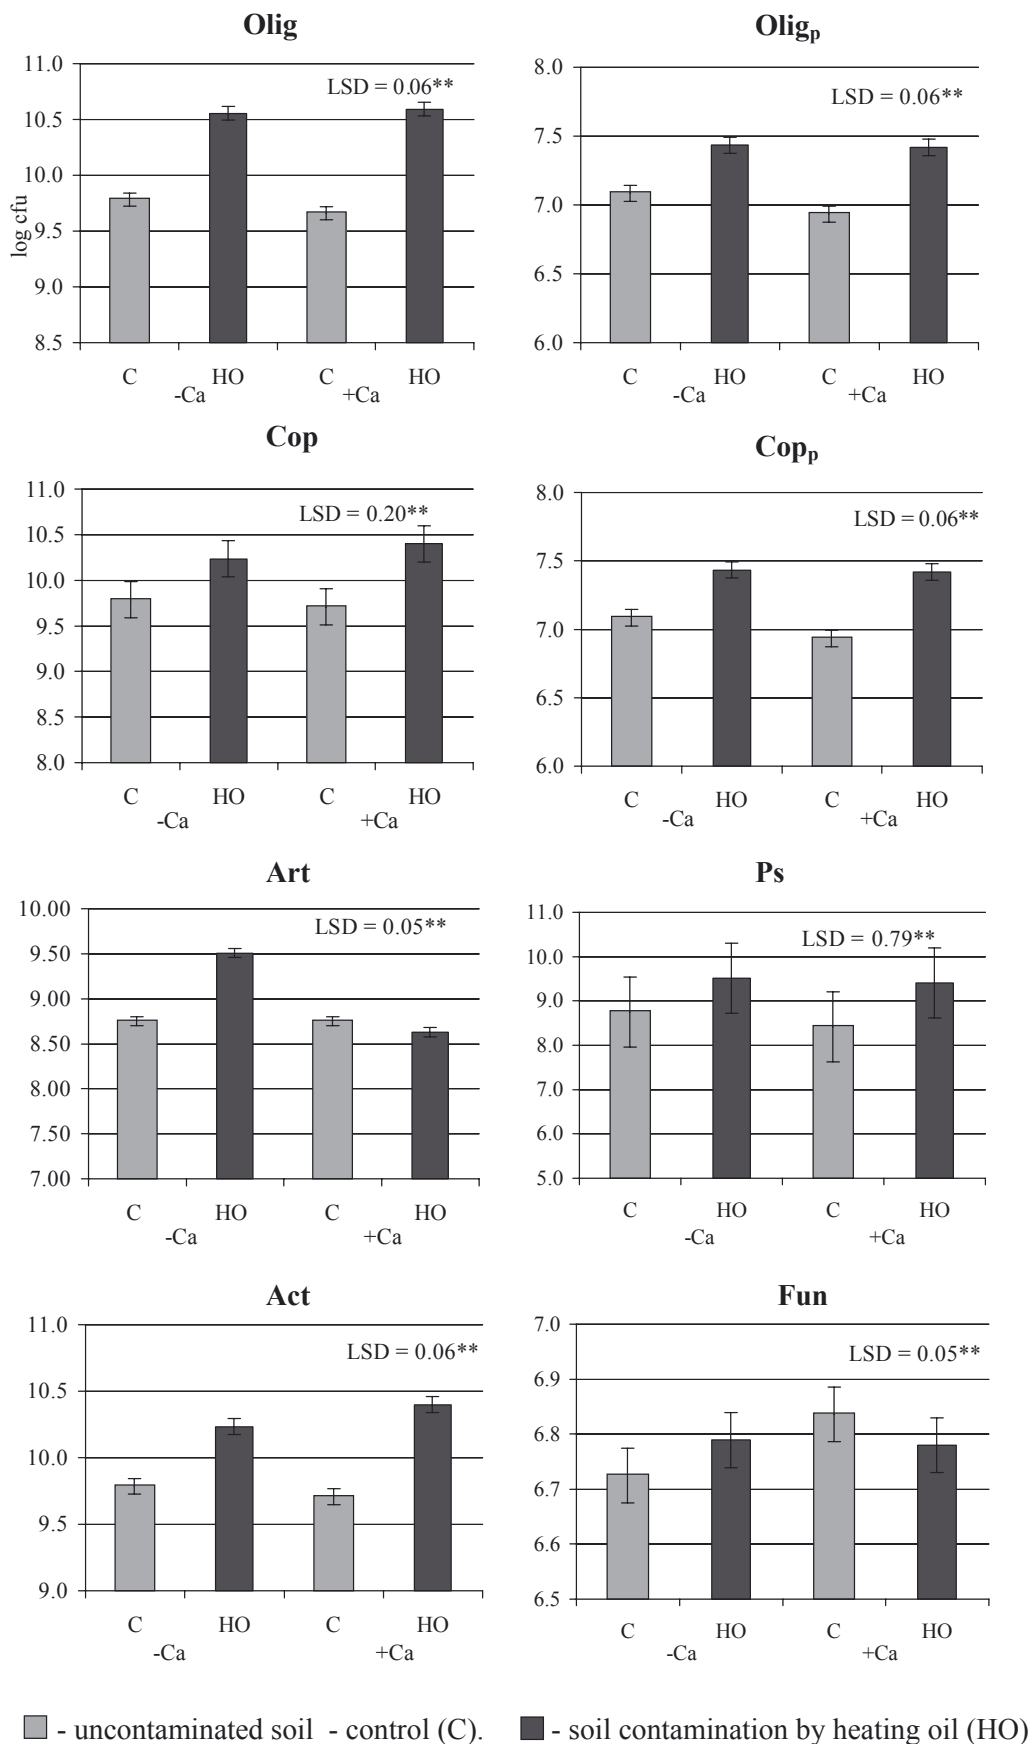 Olig
11.0
10.5
10.0
9.5
9.0
8.5
log cfu
LSD = 0.06**
C HO C HO
-Ca +Ca
Oligp
8.0
7.5
7.0
6.5
6.0
LSD = 0.06**
C HO C HO
-Ca +Ca
Cop
11.0
10.5
10.0
9.5
9.0
8.5
8.0
LSD = 0.20**
C HO C HO
-Ca +Ca
Copp
8.0
7.5
7.0
6.5
6.0
LSD = 0.06**
C HO C HO
-Ca +Ca
Art
10.00
9.50
9.00
8.50
8.00
7.50
7.00
LSD = 0.05**
C HO C HO
-Ca +Ca
Ps
11.0
10.0
9.0
8.0
7.0
6.0
5.0
LSD = 0.79**
C HO C HO
-Ca +Ca
Act
11.0
10.5
10.0
9.5
9.0
LSD = 0.06**
C HO C HO
-Ca +Ca
Fun
7.0
6.9
6.8
6.7
6.6
6.5
LSD = 0.05**
C HO C HO
-Ca +Ca
- uncontaminated soil - control (C).
- soil contamination by heating oil (HO)